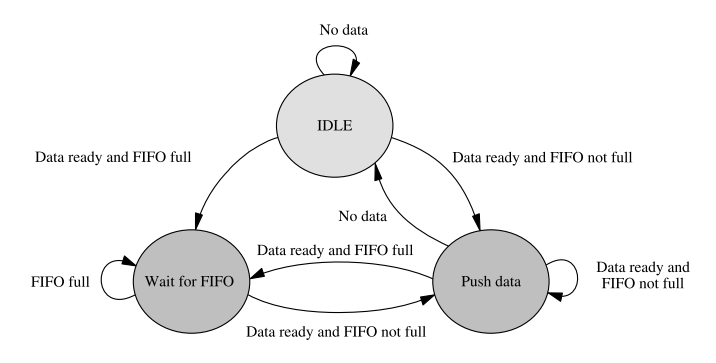 No data
IDLE
Data ready and FIFO full
Data ready and FIFO not full
No data
Data ready and FIFO full
Wait for FIFO
Push data
FIFO full
Data ready and
FIFO not full
Data ready and FIFO not full